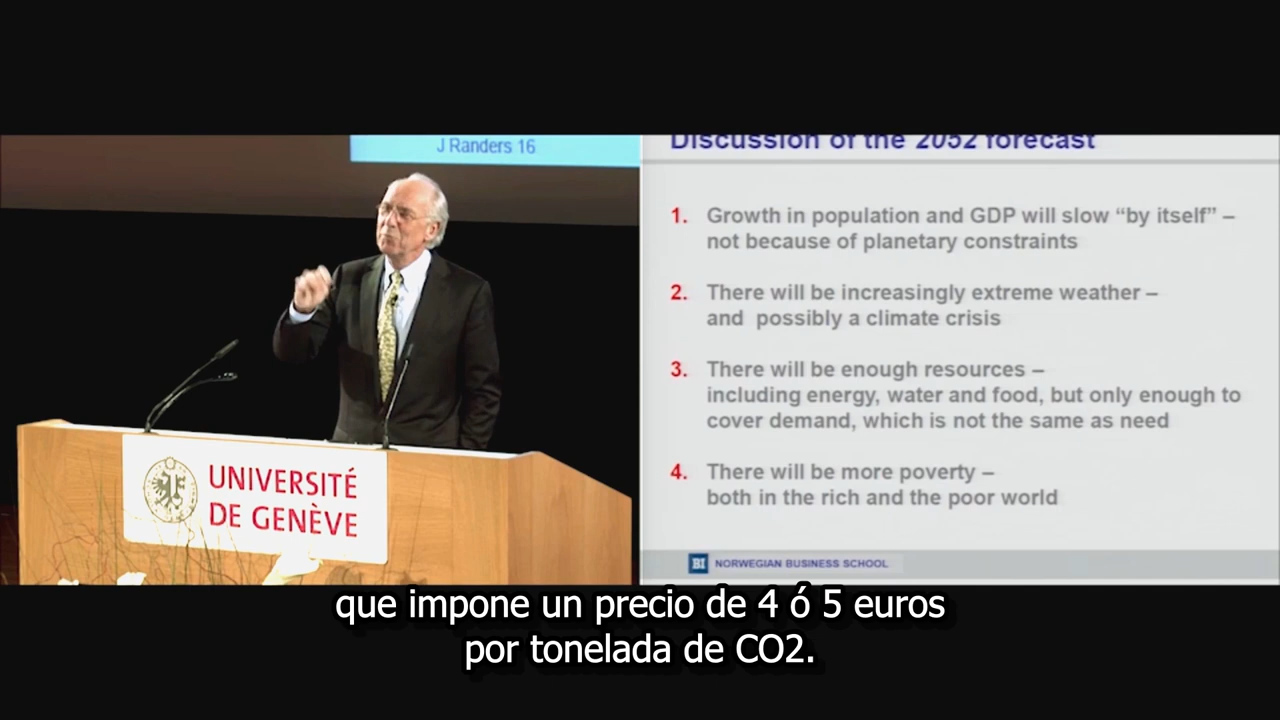 J Randers 16
Discussion of the 2052 forecast
1. Growth in population and GDP will slow “by itself” –
not because of planetary constraints
2. There will be increasingly extreme weather –
and possibly a climate crisis
3. There will be enough resources –
including energy, water and food, but only enough to
cover demand, which is not the same as need
4. There will be more poverty –
both in the rich and the poor world
BI NORWEGIAN BUSINESS SCHOOL
UNIVERSITÉ
DE GENÈVE
que impone un precio de 4 ó 5 euros
por tonelada de CO2.